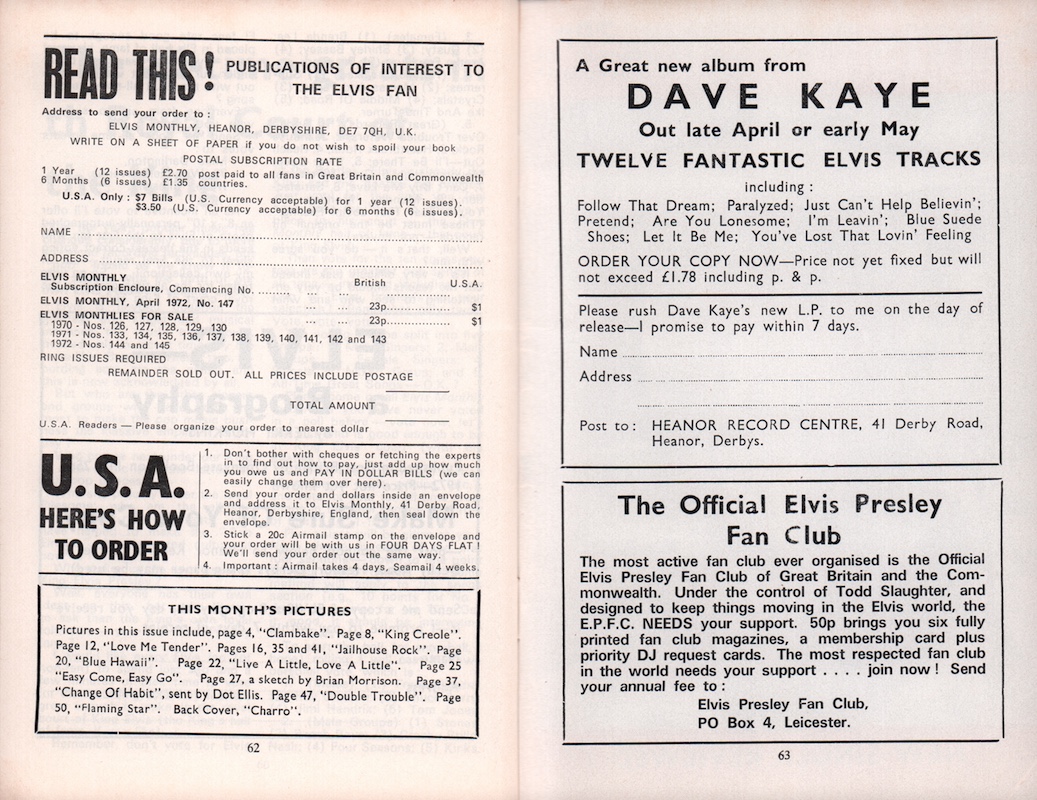 READ THIS! PUBLICATIONS OF INTEREST TO
THE ELVIS FAN
Address to send your order to :
ELVIS MONTHLY, HEANOR, DERBYSHIRE, DE7 7QH, U.K.
WRITE ON A SHEET OF PAPER if you do not wish to spoil your book
POSTAL SUBSCRIPTION RATE
1 Year (12 issues) £2.70 post paid to all fans in Great Britain and Commonwealth
6 Months (6 issues) £1.35 countries.
U.S.A. Only : $7 Bills (U.S. Currency acceptable) for 1 year (12 issues).
$3.50 (U.S. Currency acceptable) for 6 months (6 issues).
NAME
ADDRESS
ELVIS MONTHLY British U.S.A.
Subscription Encloure, Commencing No. ........ ... ...
ELVIS MONTHLY, April 1972, No. 147 ... ... 23p.................. $1
ELVIS MONTHLIES FOR SALE ... ... 23p.................. $1
1970 - Nos. 126, 127, 128, 129, 130
1971 - Nos. 133, 134, 135, 136, 137, 138, 139, 140, 141, 142 and 143
1972 - Nos. 144 and 145
RING ISSUES REQUIRED
REMAINDER SOLD OUT. ALL PRICES INCLUDE POSTAGE
TOTAL AMOUNT
U.S.A. Readers — Please organize your order to nearest dollar
U.S.A.
HERE'S HOW
TO ORDER
1. Don't bother with cheques or fetching the experts
in to find out how to pay, just add up how much
you owe us and PAY IN DOLLAR BILLS (we can
easily change them over here).
2. Send your order and dollars inside an envelope
and address it to Elvis Monthly, 41 Derby Road,
Heanor, Derbyshire, England, then seal down the
envelope.
3. Stick a 20c Airmail stamp on the envelope and
your order will be with us in FOUR DAYS FLAT !
We'll send your order out the same way.
4. Important : Airmail takes 4 days, Seamail 4 weeks.
THIS MONTH'S PICTURES
Pictures in this issue include, page 4, "Clambake". Page 8, "King Creole".
Page 12, "Love Me Tender". Pages 16, 35 and 41, "Jailhouse Rock". Page
20, "Blue Hawaii". Page 22, "Live A Little, Love A Little". Page 25
"Easy Come, Easy Go". Page 27, a sketch by Brian Morrison. Page 37,
"Change Of Habit", sent by Dot Ellis. Page 47, "Double Trouble". Page
50, "Flaming Star". Back Cover, "Charro".
62
A Great new album from
DAVE KAYE
Out late April or early May
TWELVE FANTASTIC ELVIS TRACKS
including :
Follow That Dream; Paralyzed; Just Can't Help Believin';
Pretend; Are You Lonesome; I'm Leavin'; Blue Suede
Shoes; Let It Be Me; You've Lost That Lovin' Feeling
ORDER YOUR COPY NOW—Price not yet fixed but will
not exceed £1.78 including p. & p.
Please rush Dave Kaye's new L.P. to me on the day of
release—I promise to pay within 7 days.
Name
Address
Post to : HEANOR RECORD CENTRE, 41 Derby Road,
Heanor, Derbys.
The Official Elvis Presley
Fan Club
The most active fan club ever organised is the Official
Elvis Presley Fan Club of Great Britain and the Com-
monwealth. Under the control of Todd Slaughter, and
designed to keep things moving in the Elvis world, the
E.P.F.C. NEEDS your support. 50p brings you six fully
printed fan club magazines, a membership card plus
priority DJ request cards. The most respected fan club
in the world needs your support . . . . join now ! Send
your annual fee to :
Elvis Presley Fan Club,
PO Box 4, Leicester.
63